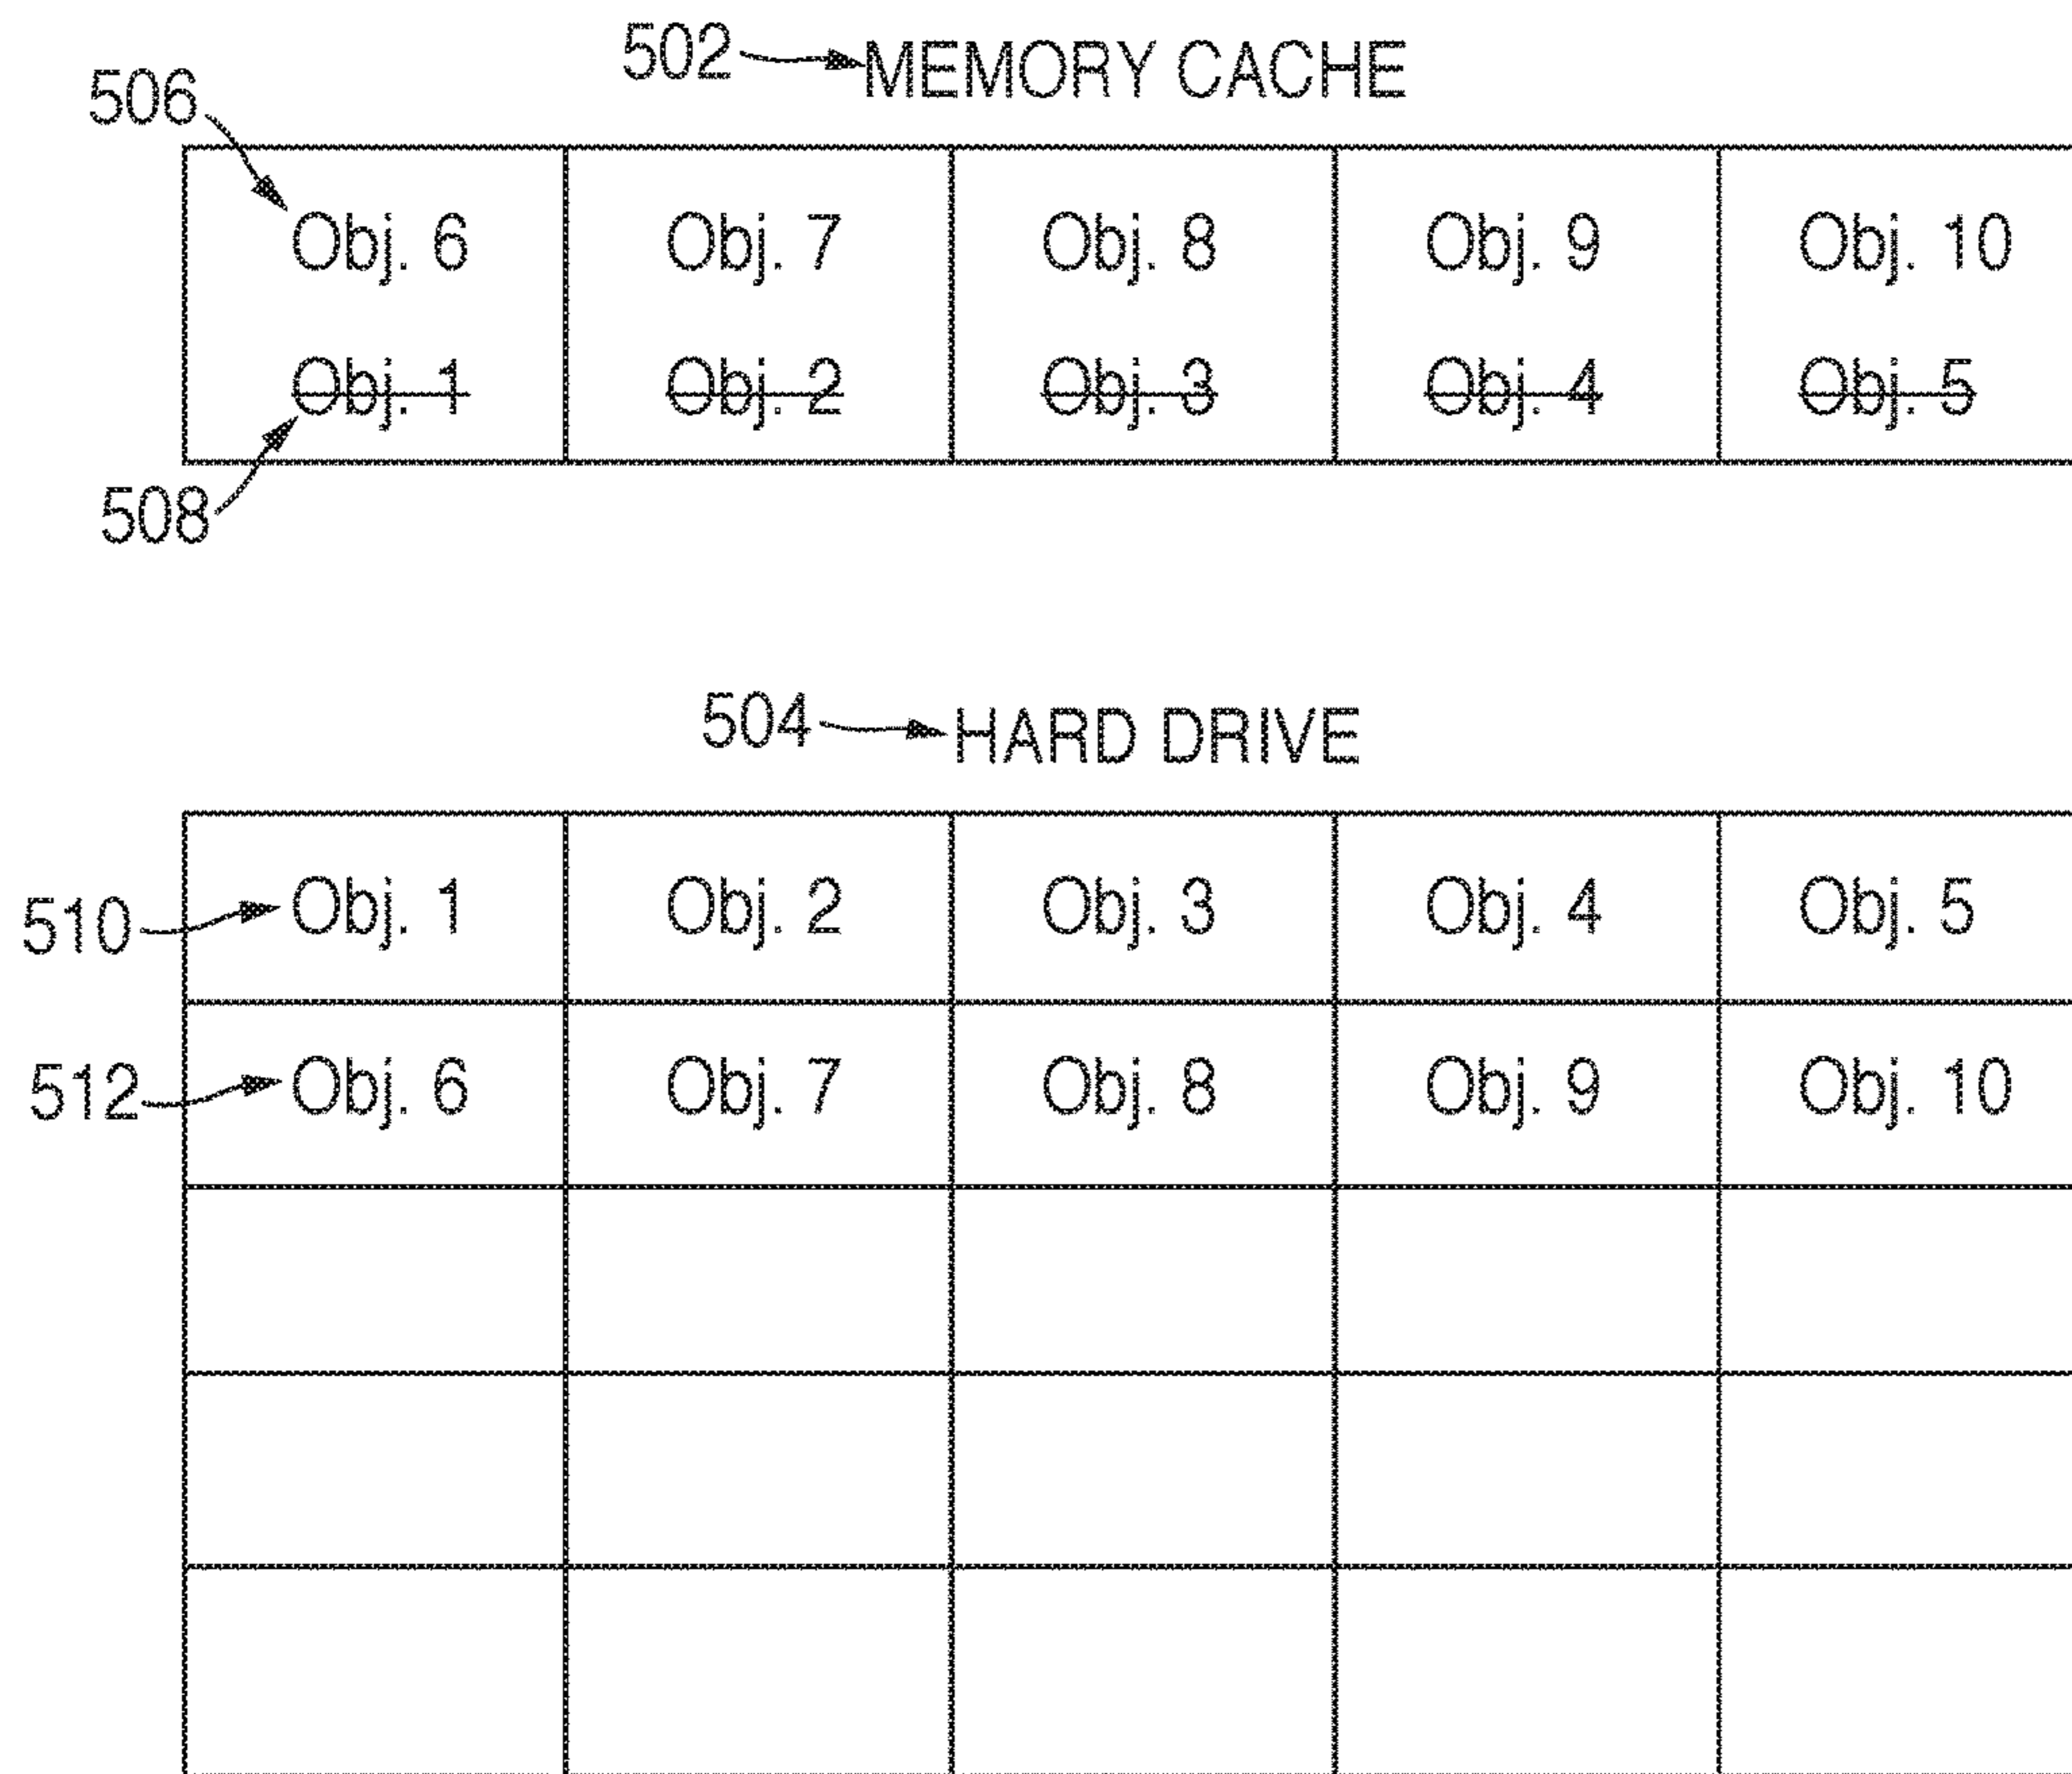 502 MEMORY CACHE
506
Obj. 6 Obj. 7 Obj. 8 Obj. 9 Obj. 10
Obj. 1 Obj. 2 Obj. 3 Obj. 4 Obj. 5
508
504 HARD DRIVE
510 Obj. 1 Obj. 2 Obj. 3 Obj. 4 Obj. 5
512 Obj. 6 Obj. 7 Obj. 8 Obj. 9 Obj. 10